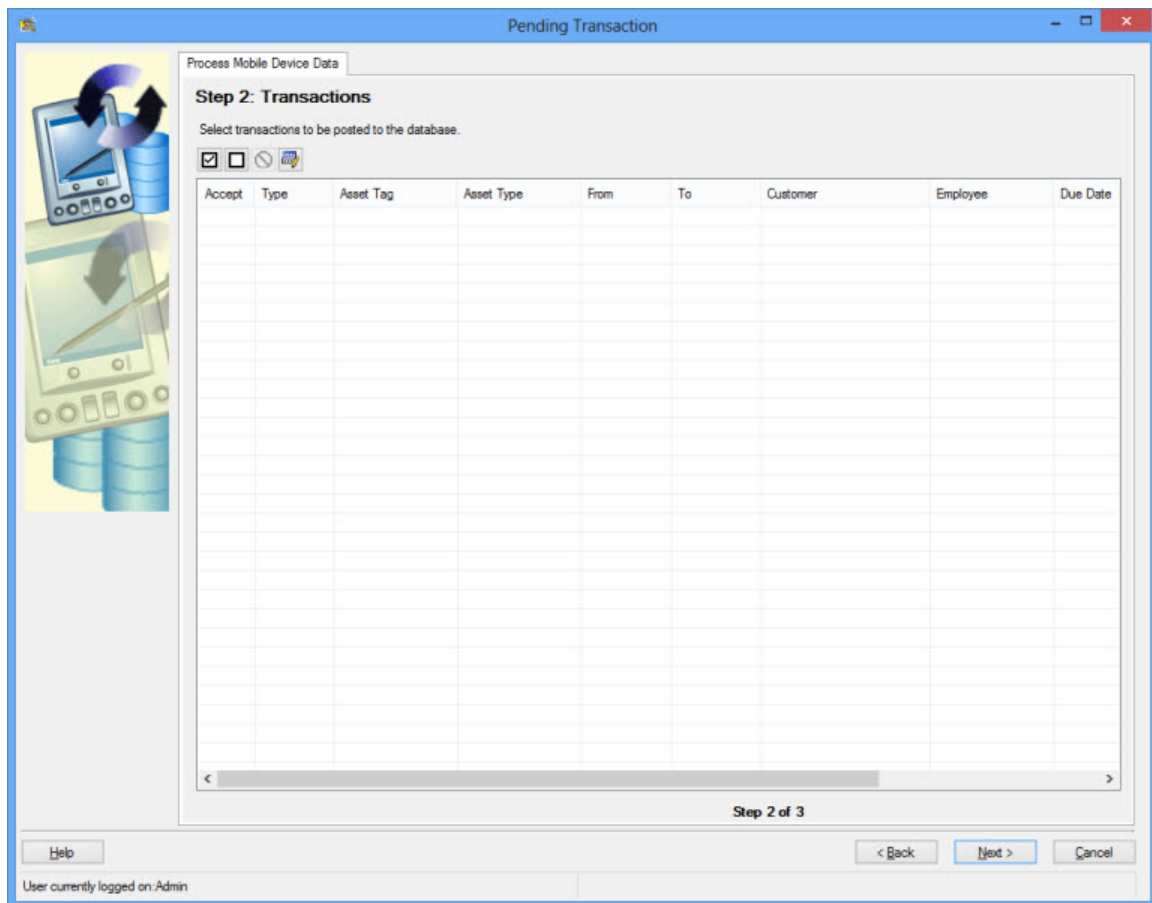 Pending Transaction
Process Mobile Device Data
Step 2: Transactions
Select transactions to be posted to the database.
Accept Type Asset Tag Asset Type From To Customer Employee Due Date
Step 2 of 3
Help < Back Next > Cancel
User currently logged on:Admin